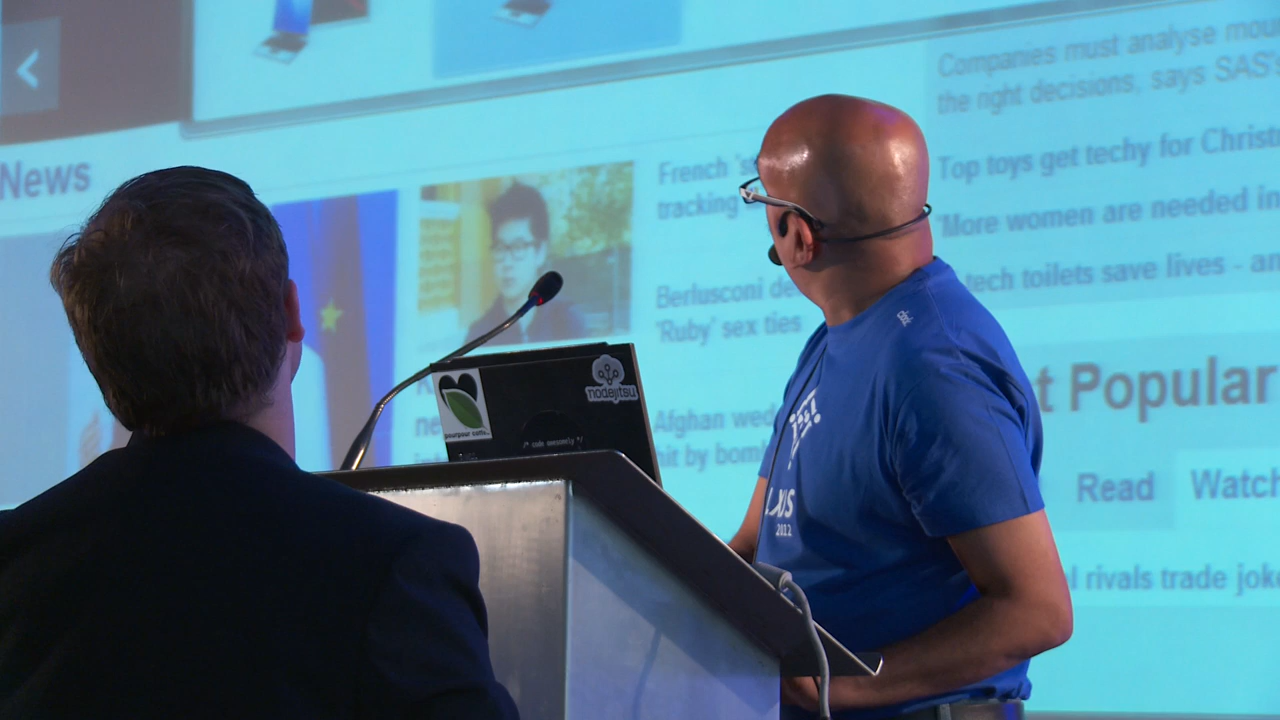 News
French 's
tracking
Berlusconi de
'Ruby' sex ties
Afghan wed
hit by bomb
Companies must analyse mou
the right decisions, says SAS's
Top toys get techy for Christ
'More women are needed in
tech toilets save lives - an
t Popular
Read Watch
l rivals trade joke
nodejitsu
/* code awesomely */
2012